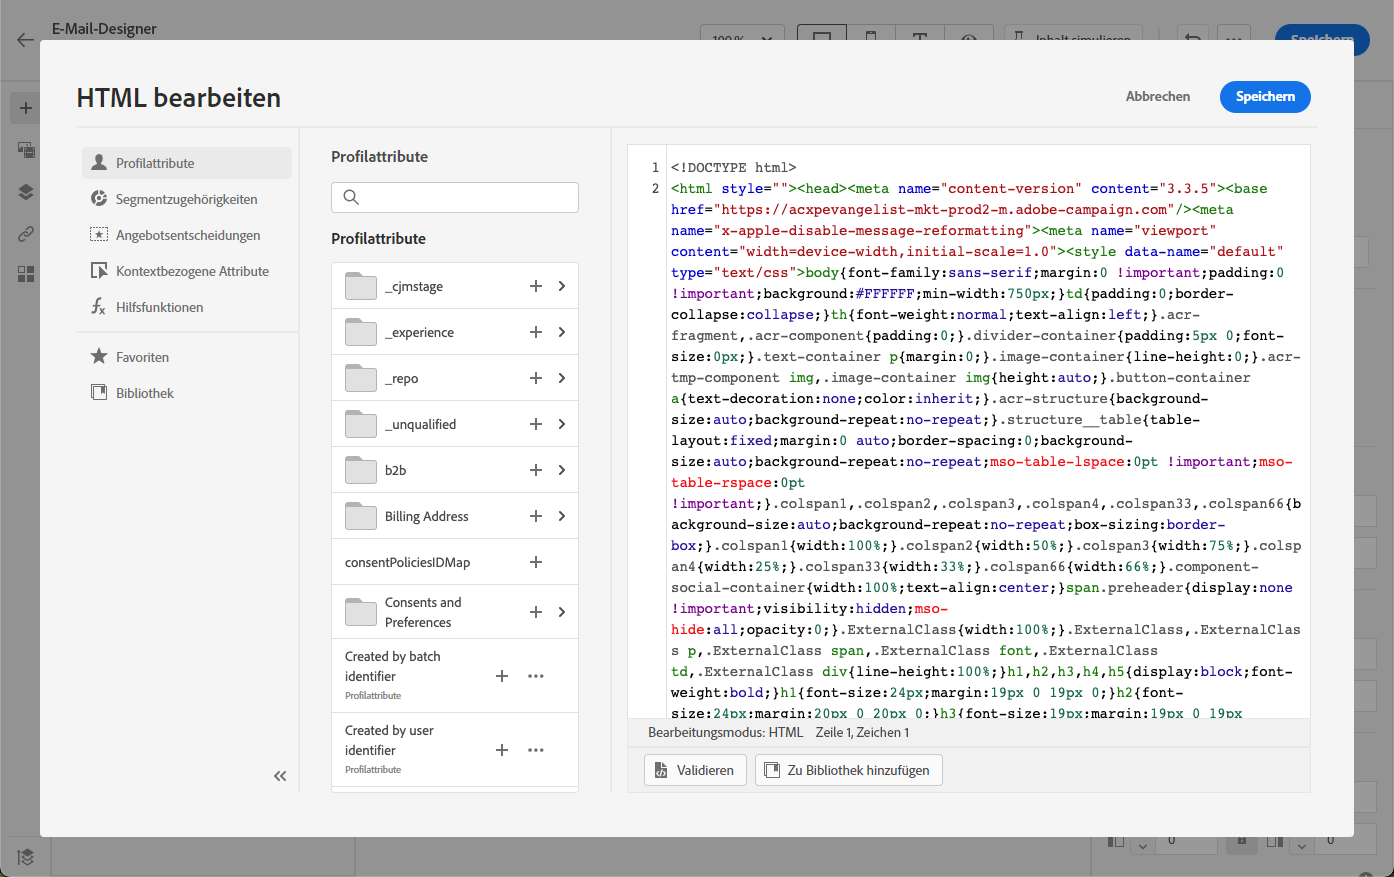 E-Mail-Designer
100 %
Inhalt simulieren
Speichern
HTML bearbeiten
Abbrechen
Speichern
Profilattribute
Segmentzugehörigkeiten
Angebotsentscheidungen
Kontextbezogene Attribute
Hilfsfunktionen
Favoriten
Bibliothek
Profilattribute
Profilattribute
_cjmstage
_experience
_repo
_unqualified
b2b
Billing Address
consentPoliciesIDMap
Consents and
Preferences
Created by batch
identifier
Profilattribute
Created by user
identifier
Profilattribute
1 <!DOCTYPE html>
2 <html style=""><head><meta name="content-version" content="3.3.5"><base
href="https://acxpevangelist-mkt-prod2-m.adobe-campaign.com"/><meta
name="x-apple-disable-message-reformatting"><meta name="viewport"
content="width=device-width,initial-scale=1.0"><style data-name="default"
type="text/css">body{font-family:sans-serif;margin:0 !important;padding:0
!important;background:#FFFFFF;min-width:750px;}td{padding:0;border-
collapse:collapse;}th{font-weight:normal;text-align:left;}.acr-
fragment,.acr-component{padding:0;}.divider-container{padding:5px 0;font-
size:0px;}.text-container p{margin:0;}.image-container{line-height:0;}.acr-
tmp-component img,.image-container img{height:auto;}.button-container
a{text-decoration:none;color:inherit;}.acr-structure{background-
size:auto;background-repeat:no-repeat;}.structure__table{table-
layout:fixed;margin:0 auto;border-spacing:0;background-
size:auto;background-repeat:no-repeat;mso-table-lspace:0pt !important;mso-
table-rspace:0pt
!important;}.colspan1,.colspan2,.colspan3,.colspan4,.colspan33,.colspan66{b
ackground-size:auto;background-repeat:no-repeat;box-sizing:border-
box;}.colspan1{width:100%;}.colspan2{width:50%;}.colspan3{width:75%;}.colsp
an4{width:25%;}.colspan33{width:33%;}.colspan66{width:66%;}.component-
social-container{width:100%;text-align:center;}span.preheader{display:none
!important;visibility:hidden;mso-
hide:all;opacity:0;}.ExternalClass{width:100%;}.ExternalClass,.ExternalClas
s p,.ExternalClass span,.ExternalClass font,.ExternalClass
td,.ExternalClass div{line-height:100%;}h1,h2,h3,h4,h5{display:block;font-
weight:bold;}h1{font-size:24px;margin:19px 0 19px 0;}h2{font-
size:24px;margin:20px 0 20px 0;}h3{font-size:19px;margin:19px 0 19px
Bearbeitungsmodus: HTML Zeile 1, Zeichen 1
Validieren
Zu Bibliothek hinzufügen
0
0